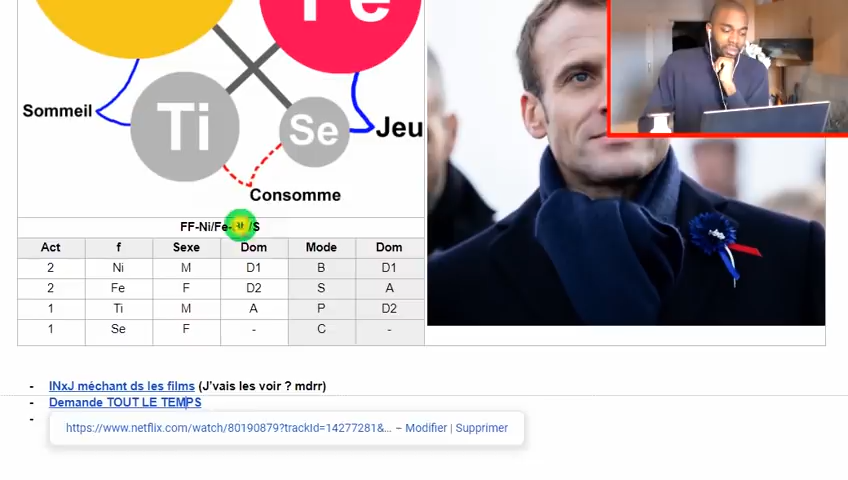 Fe
Sommeil
Ti
Se
Jeu
Consomme
FF-Ni/Fe- /S
Act f Sexe Dom Mode Dom
2 Ni M D1 B D1
2 Fe F D2 S A
1 Ti M A P D2
1 Se F - C -
- INxJ méchant ds les films (J'vais les voir ? mdrr)
- Demande TOUT LE TEMPS
-
https://www.netflix.com/watch/80190879?trackId=14277281&... – Modifier | Supprimer